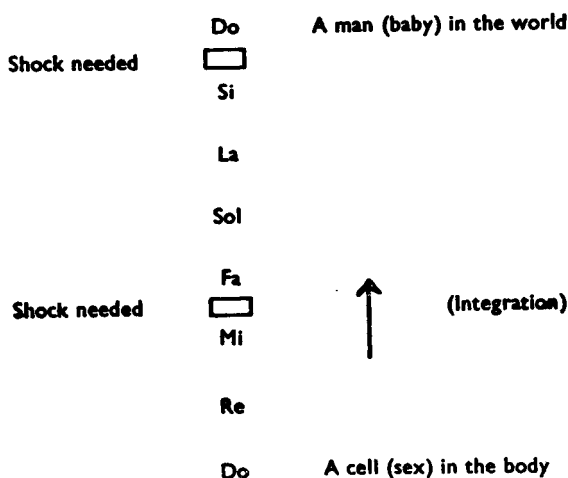 Do A man (baby) in the world
Shock needed
Si
La
Sol
Fa
Shock needed (Integration)
Mi
Re
Do A cell (sex) in the body